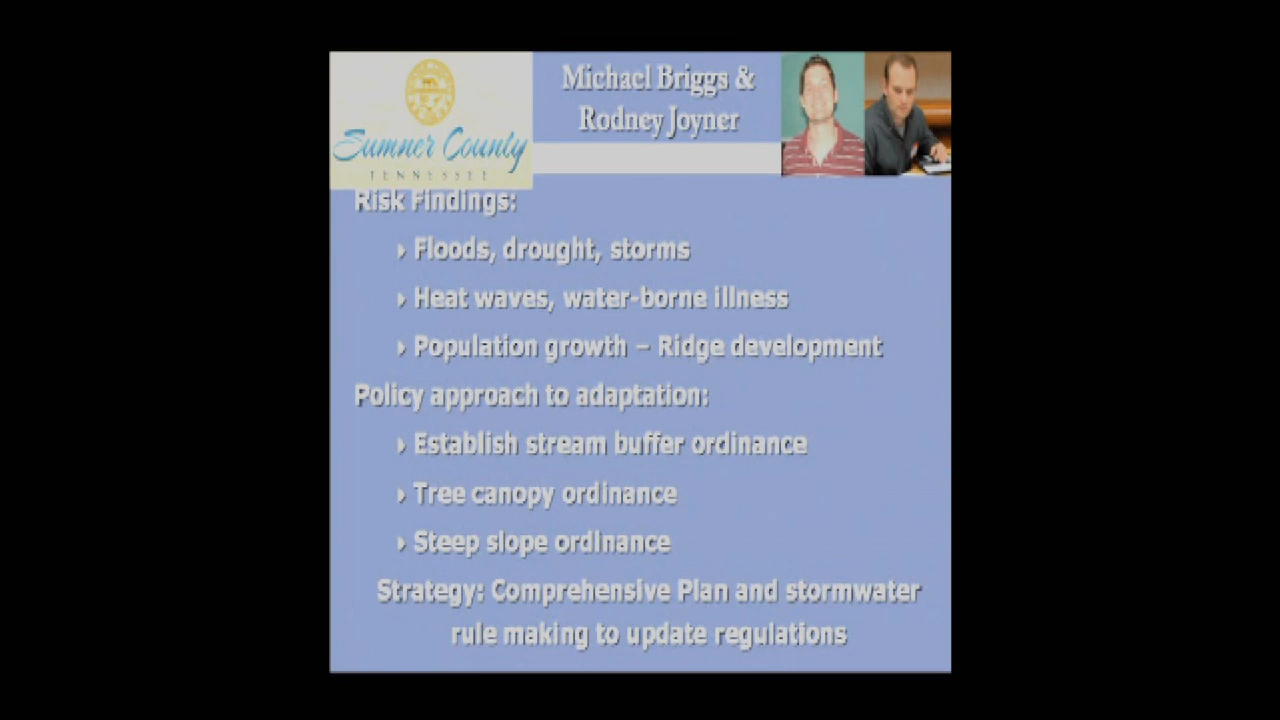 Sumner County
TENNESSEE
Michael Briggs &
Rodney Joyner
Risk Findings:
Floods, drought, storms
Heat waves, water-borne illness
Population growth – Ridge development
Policy approach to adaptation:
Establish stream buffer ordinance
Tree canopy ordinance
Steep slope ordinance
Strategy: Comprehensive Plan and stormwater
rule making to update regulations